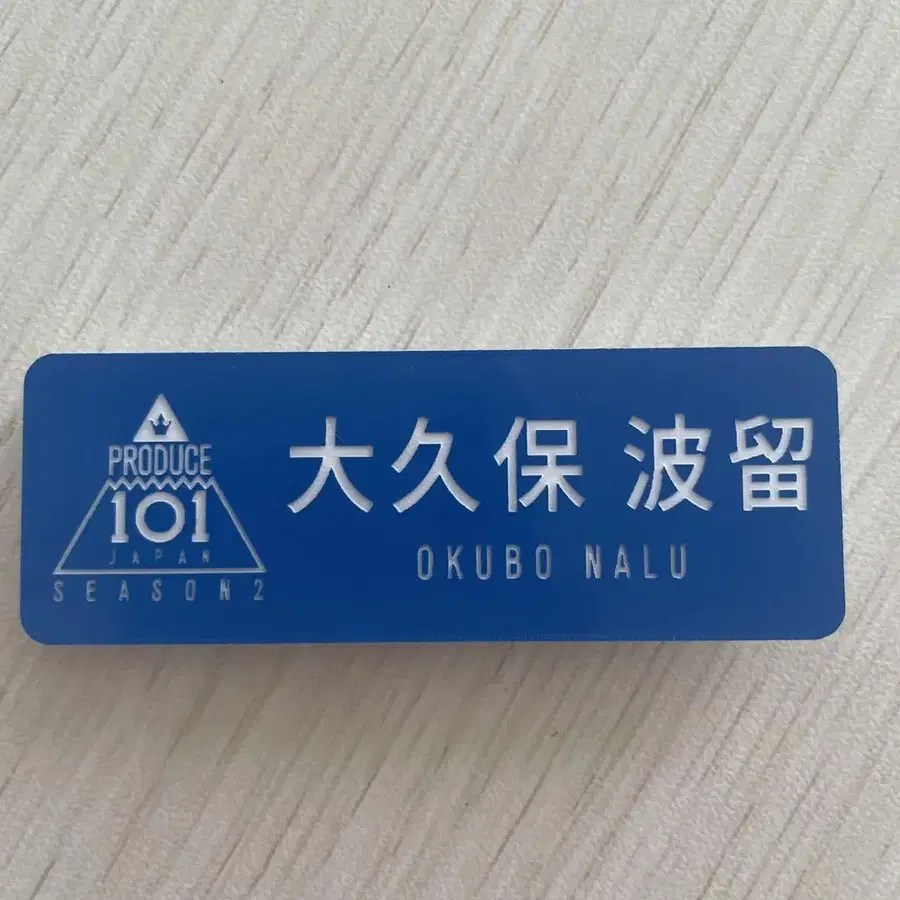 PRODUCE
101
JAPAN
SEASON2
大久保 波留
OKUBO NALU